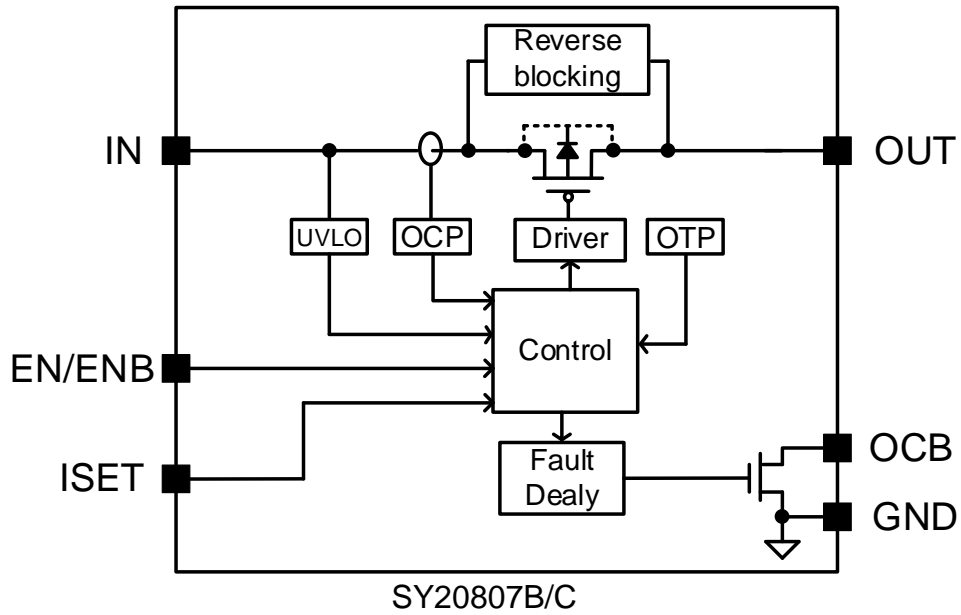 Reverse
blocking
IN
OUT
UVLO
OCP
Driver
OTP
Control
EN/ENB
ISET
Fault
Dealy
OCB
GND
SY20807B/C